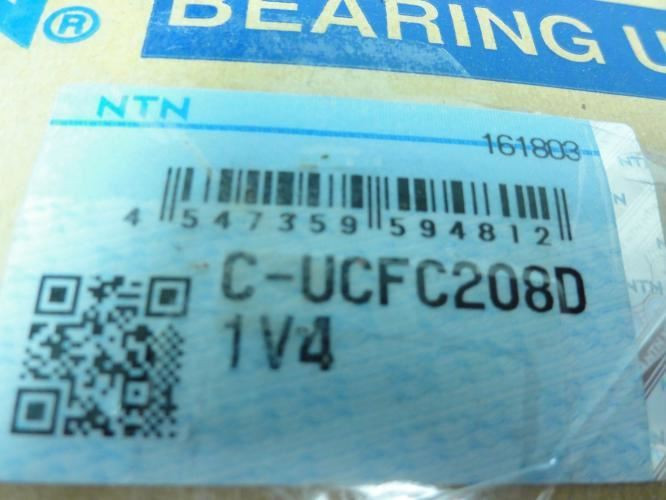 ®
BEARING U
NTN
161803
4 547359 594812
C-UCFC208D
1V4